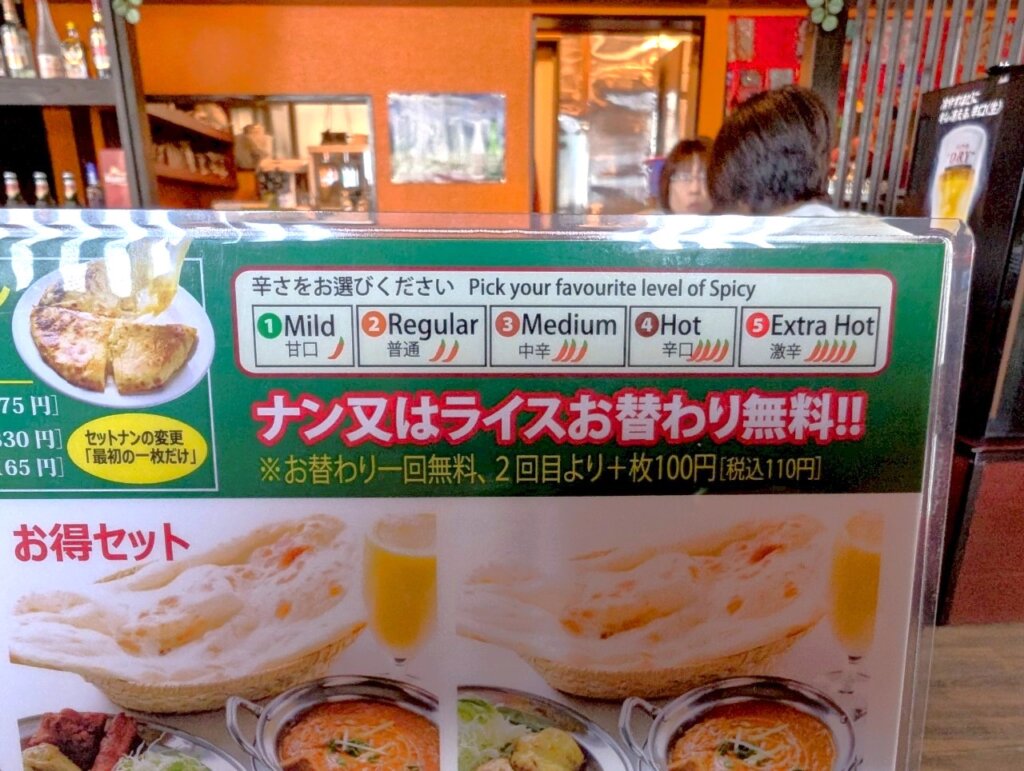 辛さをお選びください Pick your favourite level of Spicy
1 Mild 甘口
2 Regular 普通
3 Medium 中辛
4 Hot 辛口
5 Extra Hot 激辛
ナン又はライスお替わり無料!!
※お替わり一回無料、2回目より+枚100円[税込110円]
75円]
30円]
165円]
セットナンの変更
「最初の一枚だけ」
お得セット
DRY